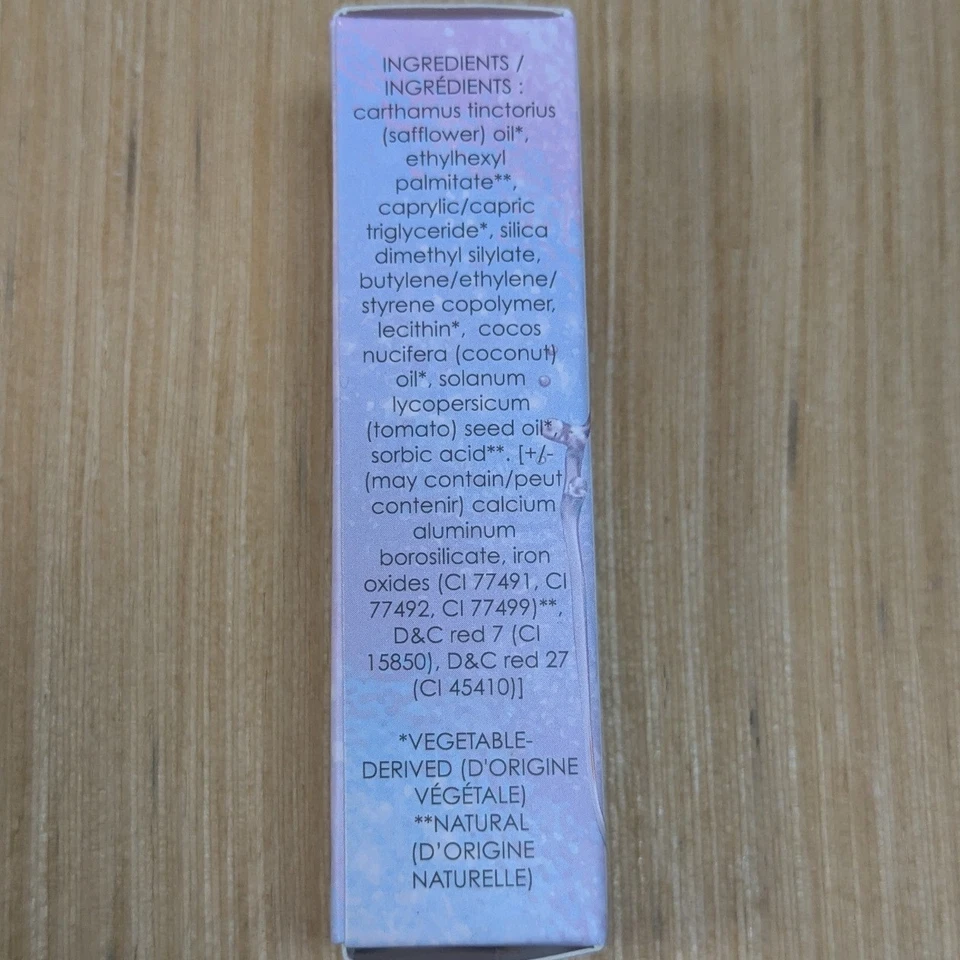 INGREDIENTS /
INGRÉDIENTS :
carthamus tinctorius
(safflower) oil*,
ethylhexyl
palmitate**,
caprylic/capric
triglyceride*, silica
dimethyl silylate,
butylene/ethylene/
styrene copolymer,
lecithin*, cocos
nucifera (coconut)
oil*, solanum
lycopersicum
(tomato) seed oil*,
sorbic acid**. [+/-
(may contain/peut
contenir) calcium
aluminum
borosilicate, iron
oxides (CI 77491, CI
77492, CI 77499)**,
D&C red 7 (CI
15850), D&C red 27
(CI 45410)]
*VEGETABLE-
DERIVED (D'ORIGINE
VÉGÉTALE)
**NATURAL
(D'ORIGINE
NATURELLE)